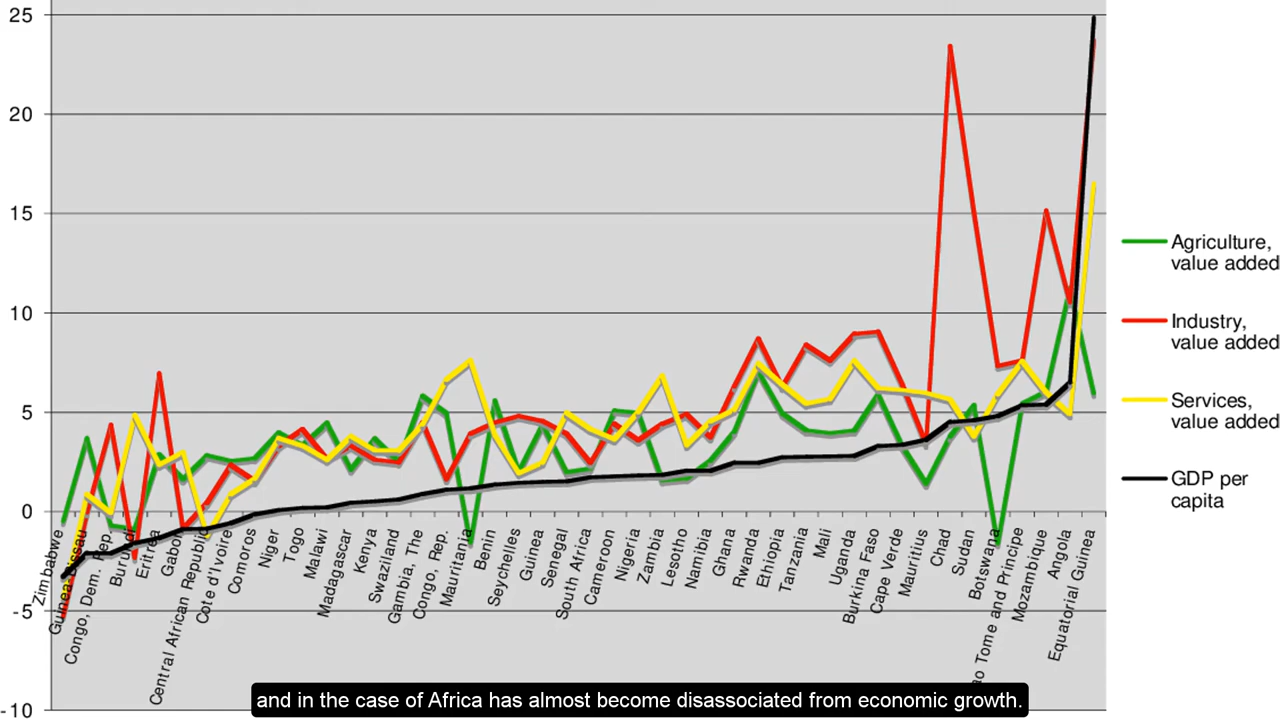 25
20
15
10
5
0
-5
-10
Zimbabwe
Guinea-Bissau
Congo, Dem. Rep.
Burundi
Eritrea
Gabon
Central African Republic
Cote d'Ivoire
Comoros
Niger
Togo
Malawi
Madagascar
Kenya
Swaziland
Gambia, The
Congo, Rep.
Mauritania
Benin
Seychelles
Guinea
Senegal
South Africa
Cameroon
Nigeria
Zambia
Lesotho
Namibia
Ghana
Rwanda
Ethiopia
Tanzania
Mali
Uganda
Burkina Faso
Cape Verde
Mauritius
Chad
Sudan
Botswana
ao Tome and Principe
Mozambique
Angola
Equatorial Guinea
Agriculture,
value added
Industry,
value added
Services,
value added
GDP per
capita
and in the case of Africa has almost become disassociated from economic growth.